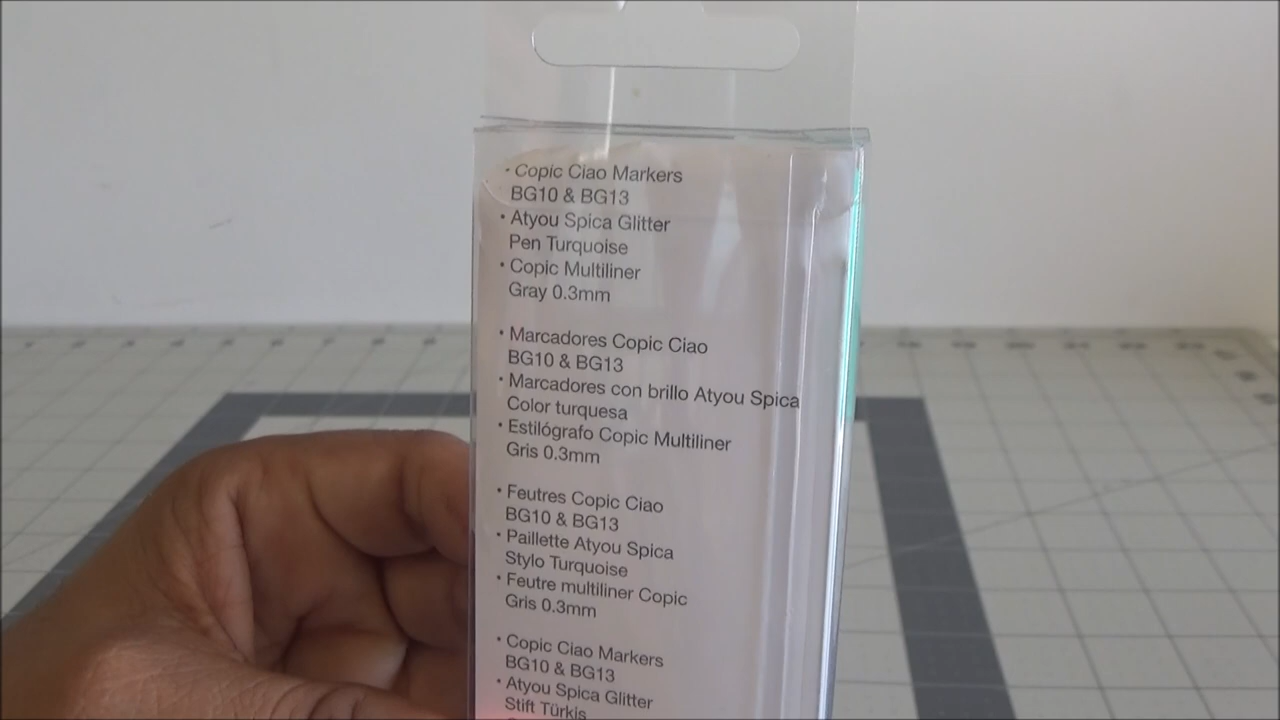 • Copic Ciao Markers
BG10 & BG13
• Atyou Spica Glitter
Pen Turquoise
• Copic Multiliner
Gray 0.3mm
• Marcadores Copic Ciao
BG10 & BG13
• Marcadores con brillo Atyou Spica
Color turquesa
• Estilógrafo Copic Multiliner
Gris 0.3mm
• Feutres Copic Ciao
BG10 & BG13
• Paillette Atyou Spica
Stylo Turquoise
• Feutre multiliner Copic
Gris 0.3mm
• Copic Ciao Markers
BG10 & BG13
• Atyou Spica Glitter
Stift Türkis